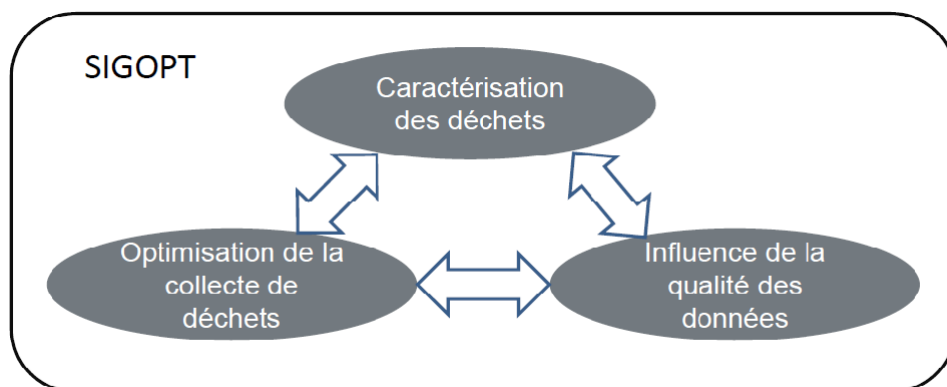 SIGOPT
Caractérisation
des déchets
Optimisation de la
collecte de
déchets
Influence de la
qualité des
données